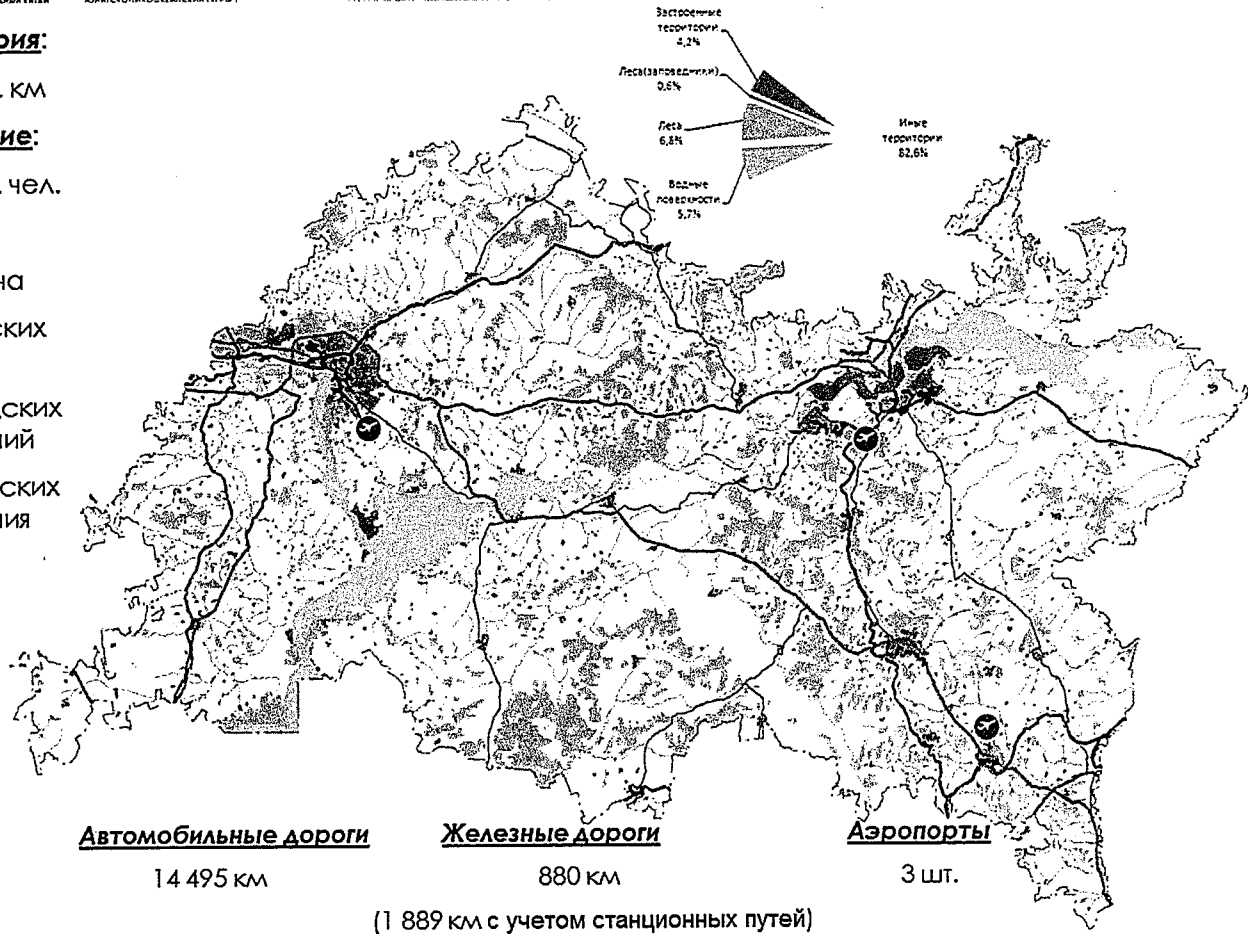 Застроенные
территории
4,2%
Леса(заповедники)
0,6%
Леса
6,8%
Водные
поверхности
5,7%
Иные
территории
82,6%
рия:
км
ие:
чел.
на
ских
дских
ий
ских
ия
Автомобильные дороги
14 495 км
Железные дороги
880 км
(1 889 км с учетом станционных путей)
Аэропорты
3 шт.